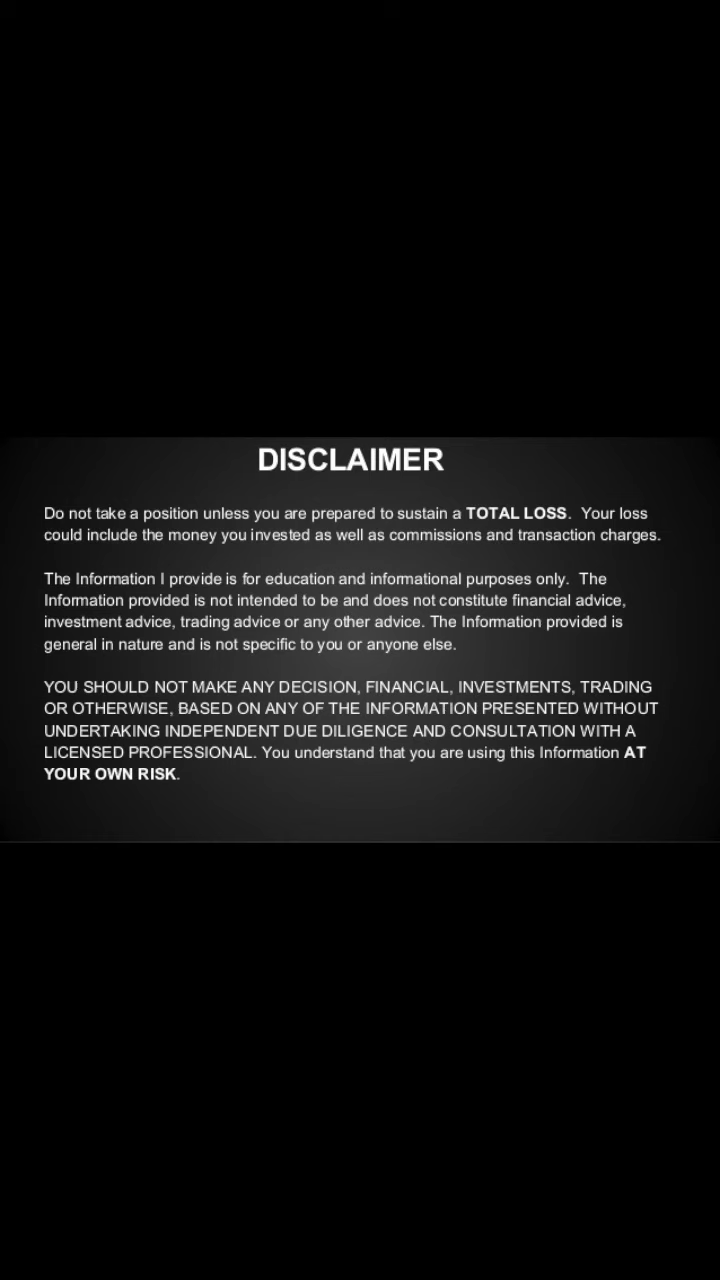 DISCLAIMER
Do not take a position unless you are prepared to sustain a TOTAL LOSS.  Your loss
could include the money you invested as well as commissions and transaction charges.
The Information I provide is for education and informational purposes only.  The
Information provided is not intended to be and does not constitute financial advice,
investment advice, trading advice or any other advice. The Information provided is
general in nature and is not specific to you or anyone else.
YOU SHOULD NOT MAKE ANY DECISION, FINANCIAL, INVESTMENTS, TRADING
OR OTHERWISE, BASED ON ANY OF THE INFORMATION PRESENTED WITHOUT
UNDERTAKING INDEPENDENT DUE DILIGENCE AND CONSULTATION WITH A
LICENSED PROFESSIONAL. You understand that you are using this Information AT
YOUR OWN RISK.